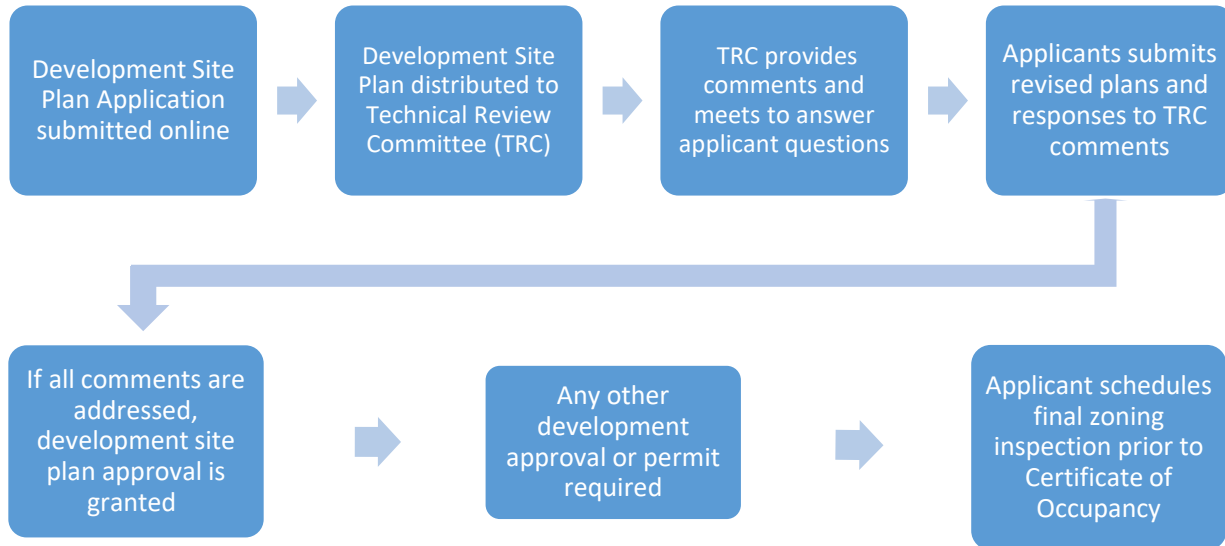 Development Site
Plan Application
submitted online
Development Site
Plan distributed to
Technical Review
Committee (TRC)
TRC provides
comments and
meets to answer
applicant questions
Applicants submits
revised plans and
responses to TRC
comments
If all comments are
addressed,
development site
plan approval is
granted
Any other
development
approval or permit
required
Applicant schedules
final zoning
inspection prior to
Certificate of
Occupancy